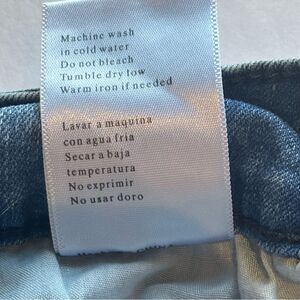 Machine wash
in cold water
Do not bleach
Tumble dry low
Warm iron if needed
Lavar a maquina
con agua fria
Secar a baja
temperatura
No exprimir
No usar doro